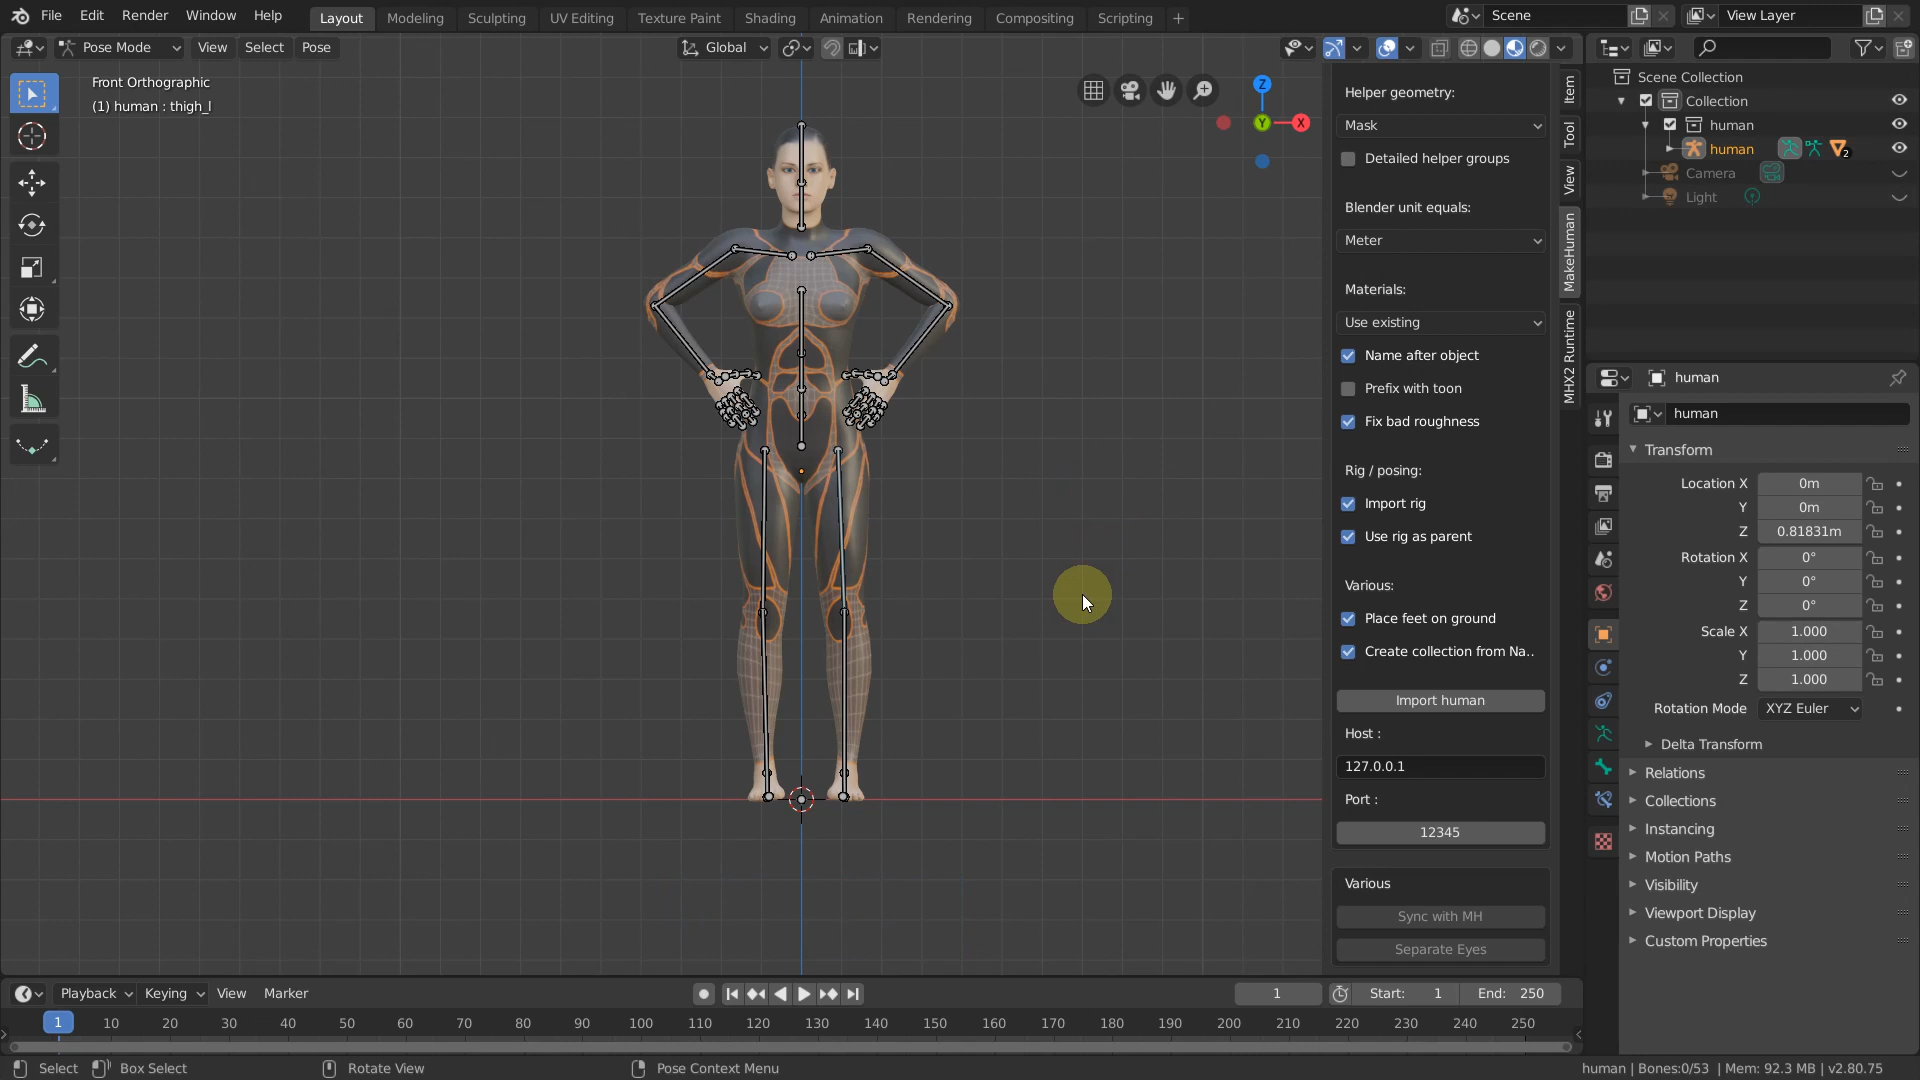 File Edit Render Window Help
Layout Modeling Sculpting UV Editing Texture Paint Shading Animation Rendering Compositing Scripting +
Scene
View Layer
Pose Mode View Select Pose
Global
Front Orthographic
(1) human : thigh_l
Z
Y
X
Item
Tool
View
MakeHuman
MHX2 Runtime
Helper geometry:
Mask
Detailed helper groups
Blender unit equals:
Meter
Materials:
Use existing
Name after object
Prefix with toon
Fix bad roughness
Rig / posing:
Import rig
Use rig as parent
Various:
Place feet on ground
Create collection from Na..
Import human
Host :
127.0.0.1
Port :
12345
Various
Sync with MH
Separate Eyes
Scene Collection
Collection
human
human 2
Camera
Light
human
human
Transform
Location X 0m
Y 0m
Z 0.81831m
Rotation X 0°
Y 0°
Z 0°
Scale X 1.000
Y 1.000
Z 1.000
Rotation Mode XYZ Euler
Delta Transform
Relations
Collections
Instancing
Motion Paths
Visibility
Viewport Display
Custom Properties
Playback Keying View Marker
1 Start: 1 End: 250
1 10 20 30 40 50 60 70 80 90 100 110 120 130 140 150 160 170 180 190 200 210 220 230 240 250
Select Box Select Rotate View Pose Context Menu
human | Bones:0/53 | Mem: 92.3 MB | v2.80.75